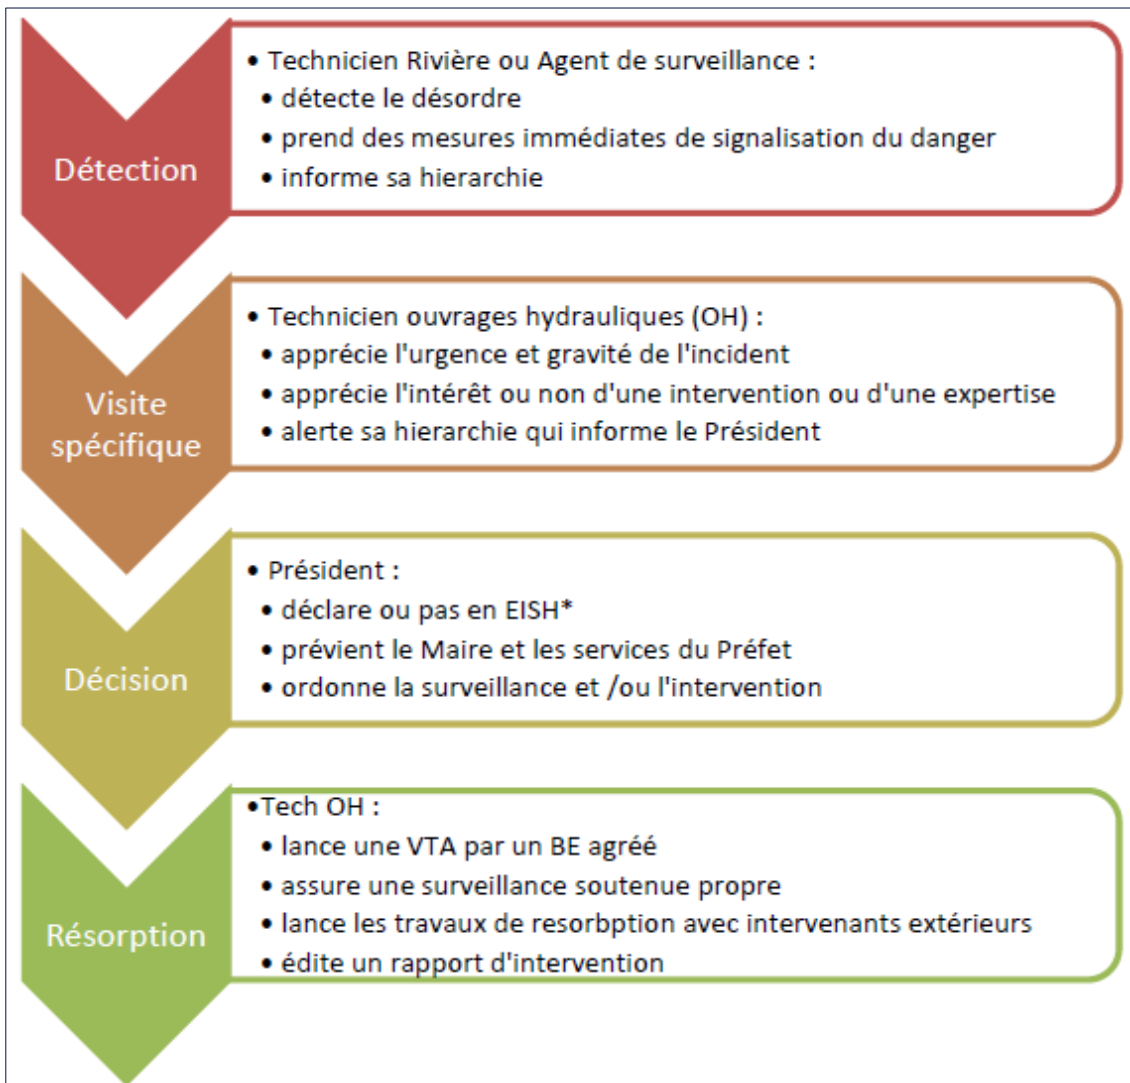 Détection
• Technicien Rivière ou Agent de surveillance :
• détecte le désordre
• prend des mesures immédiates de signalisation du danger
• informe sa hierarchie
Visite
spécifique
• Technicien ouvrages hydrauliques (OH) :
• apprécie l'urgence et gravité de l'incident
• apprécie l'intérêt ou non d'une intervention ou d'une expertise
• alerte sa hierarchie qui informe le Président
Décision
• Président :
• déclare ou pas en EISH*
• prévient le Maire et les services du Préfet
• ordonne la surveillance et /ou l'intervention
Résorption
•Tech OH :
• lance une VTA par un BE agréé
• assure une surveillance soutenue propre
• lance les travaux de resorbption avec intervenants extérieurs
• édite un rapport d'intervention